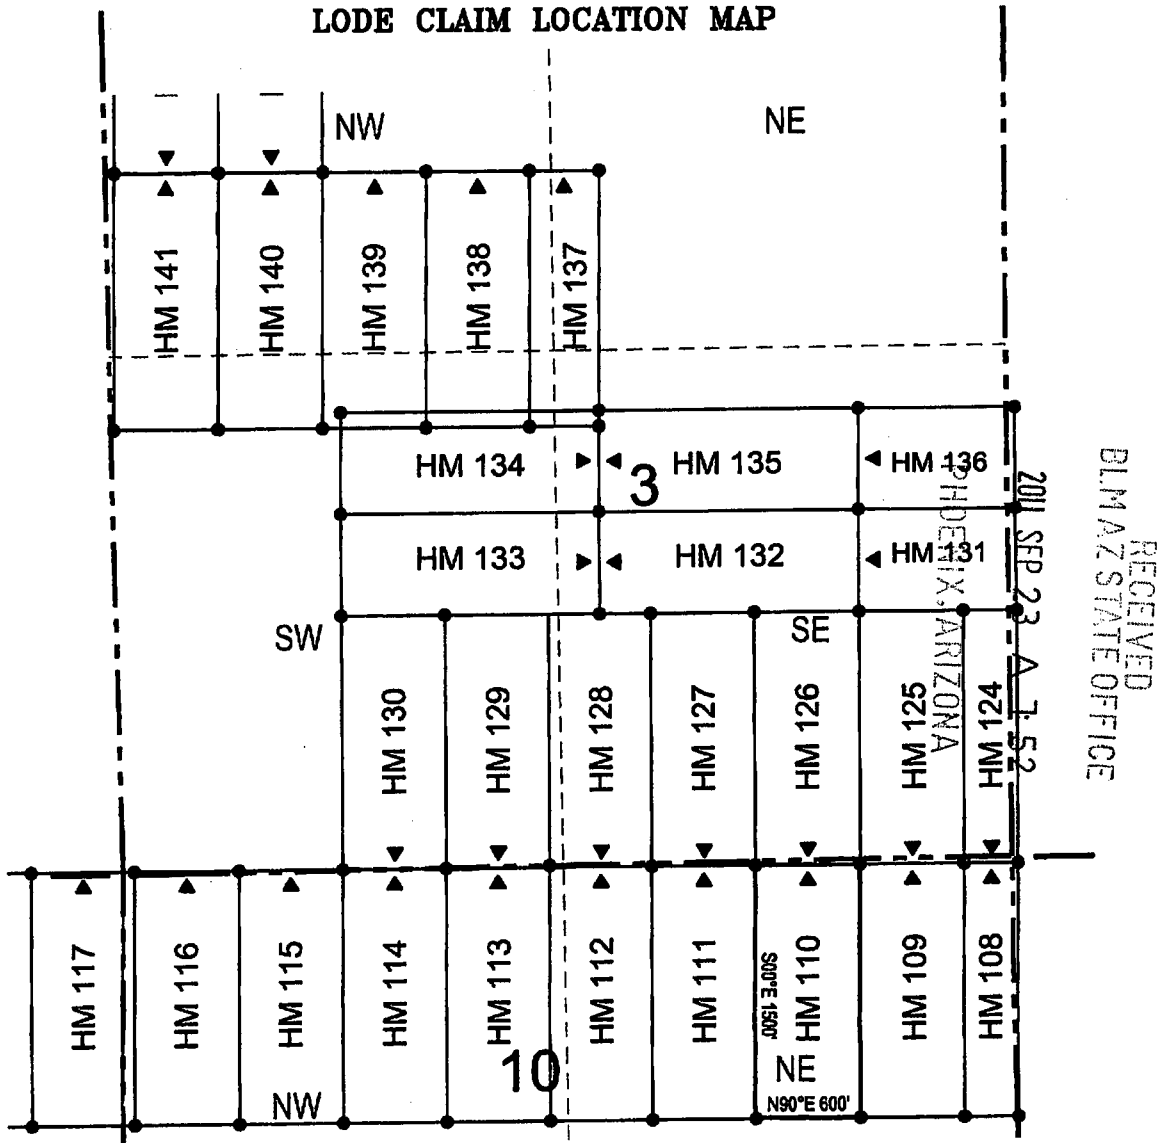 LODE CLAIM LOCATION MAP
NW
NE
HM 141
HM 140
HM 139
HM 138
HM 137
HM 134
HM 135
HM 136
3
HM 133
HM 132
HM 131
SW
SE
HM 130
HM 129
HM 128
HM 127
HM 126
HM 125
HM 124
HM 117
HM 116
HM 115
HM 114
HM 113
HM 112
HM 111
S00°E 1500'
HM 110
HM 109
HM 108
10
NE
NW
N90°E 600'
RECEIVED
BLM AZ STATE OFFICE
2011 SEP 23 A 7:52
PHOENIX, ARIZONA